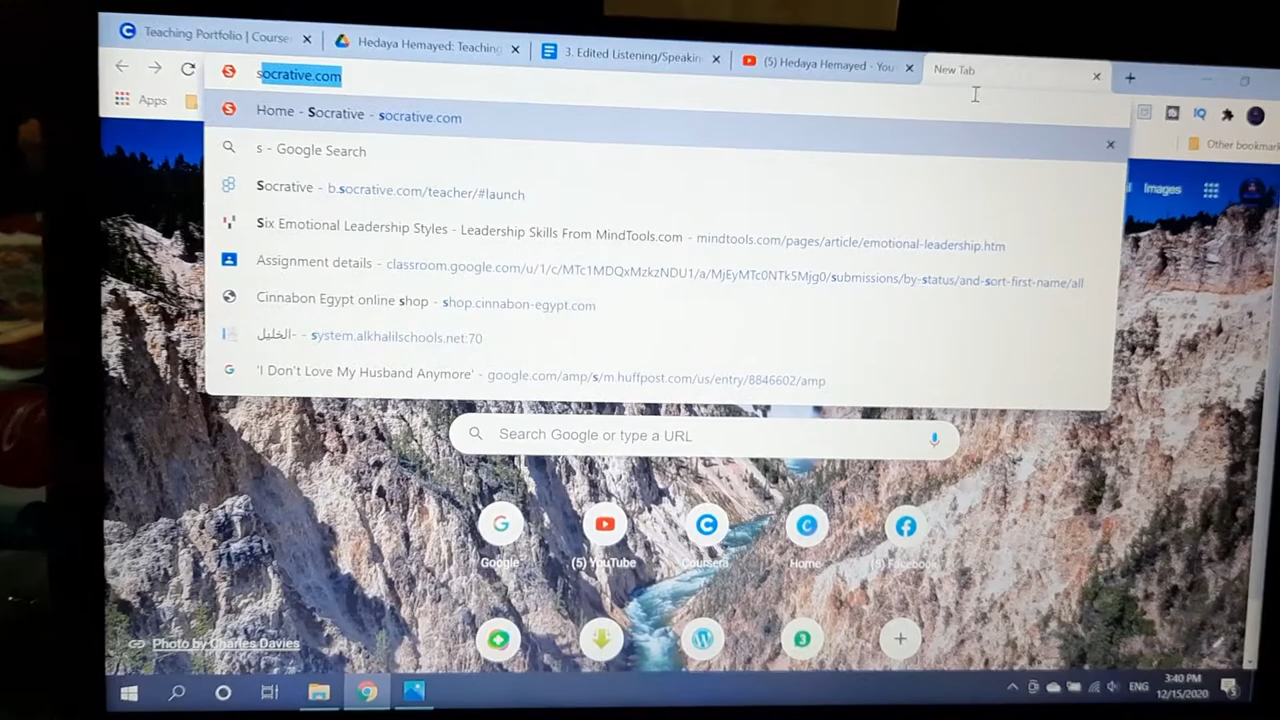 Teaching Portfolio | Course
Hedaya Hemayed: Teaching
3. Edited Listening/Speakin
(5) Hedaya Hemayed - You
New Tab
socrative.com
Apps
Home - Socrative - socrative.com
IQ
Other bookmark
s - Google Search
Socrative - b.socrative.com/teacher/#launch
Images
Six Emotional Leadership Styles - Leadership Skills From MindTools.com - mindtools.com/pages/article/emotional-leadership.htm
Assignment details - classroom.google.com/u/1/c/MTc1MDQxMzkzNDU1/a/MjEyMTc0NTk5Mjg0/submissions/by-status/and-sort-first-name/all
Cinnabon Egypt online shop - shop.cinnabon-egypt.com
الخليل- - system.alkhalilschools.net:70
'I Don't Love My Husband Anymore' - google.com/amp/s/m.huffpost.com/us/entry/8846602/amp
Search Google or type a URL
Google
(5) YouTube
Coursera
Home
(9) Facebook
Photo by Charles Davies
ENG
3:40 PM
12/15/2020